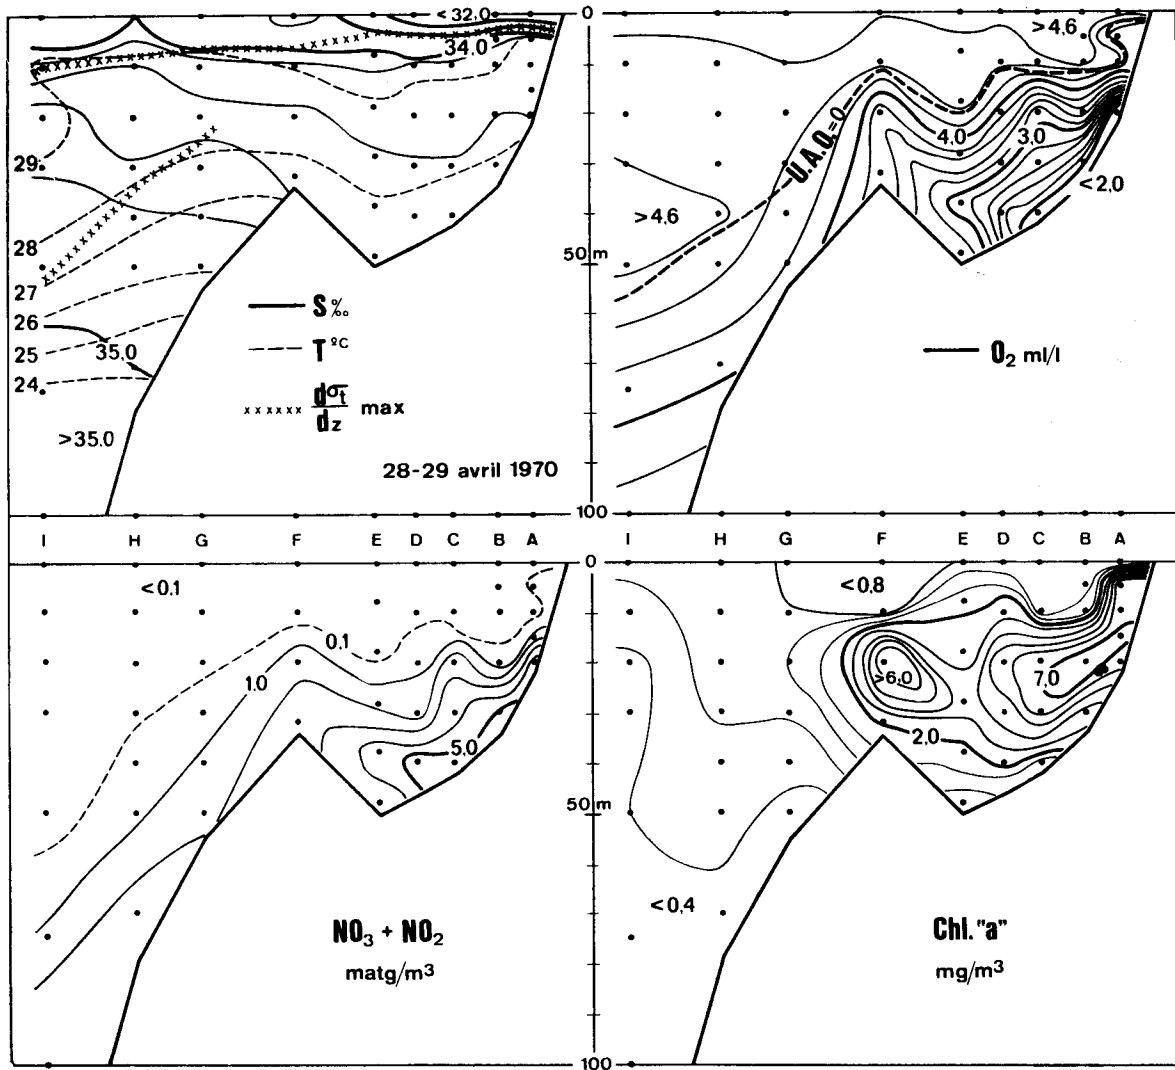 <32,0
34,0
29
28
27
26
25
24
35,0
>35,0
S ‰
T °C
dσt/dz max
28-29 avril 1970
0
50 m
100
>4,6
U.A.O.=0
4,0
3,0
<2,0
>4,6
O2 ml/l
I H G F E D C B A
I H G F E D C B A
<0,1
0,1
1,0
5,0
NO3 + NO2
matg/m3
0
50 m
100
<0,8
>6,0
7,0
2,0
<0,4
Chl. "a"
mg/m3